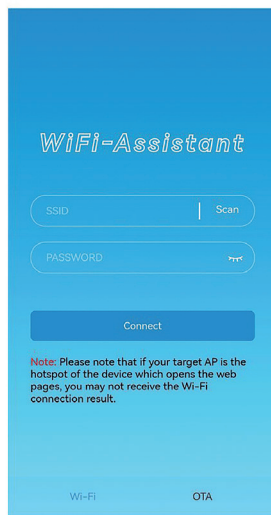 WiFi-Assistant
SSID
Scan
PASSWORD
Connect
Note: Please note that if your target AP is the
hotspot of the device which opens the web
pages, you may not receive the Wi-Fi
connection result.
Wi-Fi
OTA